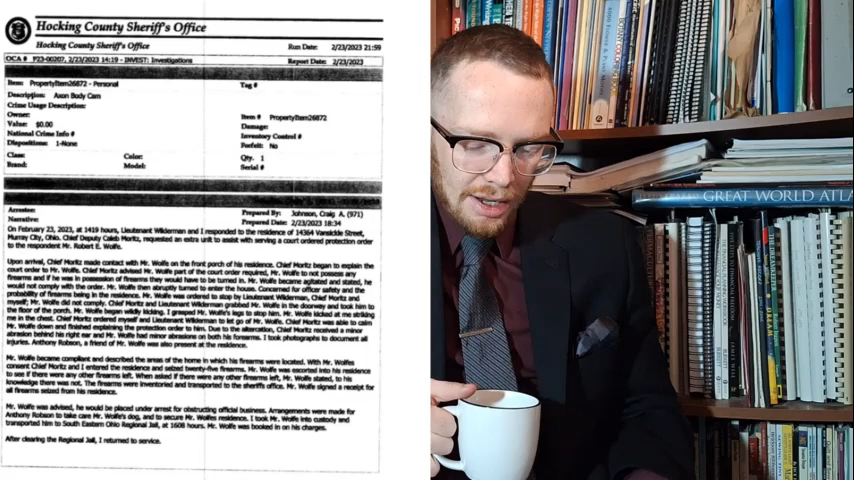 Hocking County Sheriff's Office
Hocking County Sheriff's Office
Run Date: 2/23/2023 21:59
OCA # P23-00207, 2/23/2023 14:19 - INVEST: Investigations
Report Date: 2/23/2023
Item: PropertyItem26872 - Personal
Tag #
Description: Axon Body Cam
Crime Usage Description:
Owner:
Item # PropertyItem26872
Value: $0.00
Damage:
National Crime Info #
Inventory Control #
Dispositions: 1-None
Forfeit: No
Class:
Color:
Qty. 1
Brand:
Model:
Serial #
Arrestee:
Prepared By: Johnson, Craig A. (971)
Narrative:
Prepared Date: 2/23/2023 18:34
On February 23, 2023, at 1419 hours, Lieutenant Wilderman and I responded to the residence of 14364 Vansickle Street,
Murray City, Ohio. Chief Deputy Caleb Moritz, requested an extra unit to assist with serving a court ordered protection order
to the respondent Mr. Robert E. Wolfe.
Upon arrival, Chief Moritz made contact with Mr. Wolfe on the front porch of his residence. Chief Moritz began to explain the
court order to Mr. Wolfe. Chief Moritz advised Mr. Wolfe part of the court order required, Mr. Wolfe to not possess any
firearms and if he was in possession of firearms they would have to be turned in. Mr. Wolfe became agitated and stated, he
would not comply with the order. Mr. Wolfe then abruptly turned to enter the house. Concerned for officer safety and the
probability of firearms being in the residence. Mr. Wolfe was ordered to stop by Lieutenant Wilderman, Chief Moritz and
myself; Mr. Wolfe did not comply. Chief Moritz and Lieutenant Wilderman grabbed Mr. Wolfe in the doorway and took him to
the floor of the porch. Mr. Wolfe began wildly kicking. I grasped Mr. Wolfe's legs to stop him. Mr. Wolfe kicked at me striking
me in the chest. Chief Moritz ordered myself and Lieutenant Wilderman to let go of Mr. Wolfe. Chief Moritz was able to calm
Mr. Wolfe down and finished explaining the protection order to him. Due to the altercation, Chief Moritz received a minor
abrasion behind his right ear and Mr. Wolfe had minor abrasions on both his forearms. I took photographs to document all
injuries. Anthony Robson, a friend of Mr. Wolfe was also present at the residence.
Mr. Wolfe became compliant and described the areas of the home in which his firearms were located. With Mr. Wolfes
consent Chief Moritz and I entered the residence and seized twenty-five firearms. Mr. Wolfe was escorted into his residence
to see if there were any other firearms left. When asked if there were any other firearms left, Mr. Wolfe stated, to his
knowledge there was not. The firearms were inventoried and transported to the sheriffs office. Mr. Wolfe signed a receipt for
all firearms seized from his residence.
Mr. Wolfe was advised, he would be placed under arrest for obstructing official business. Arrangements were made for
Anthony Robson to take care Mr. Wolfe's dog, and to secure Mr. Wolfes residence. I took Mr. Wolfe into custody and
transported him to South Eastern Ohio Regional Jail, at 1608 hours. Mr. Wolfe was booked in on his charges.
After clearing the Regional Jail, I returned to service.
GREAT WORLD ATLA